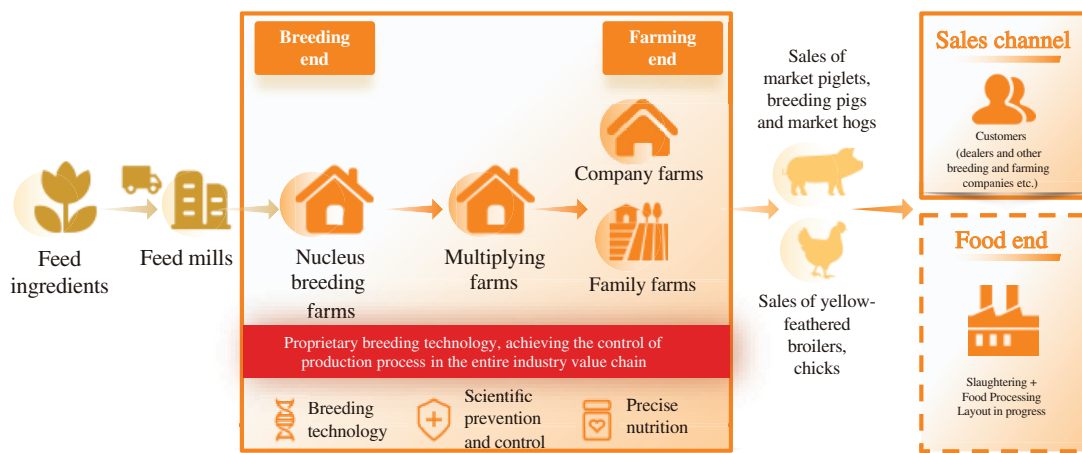 Feed
ingredients
Feed mills
Breeding
end
Farming
end
Nucleus
breeding
farms
Multiplying
farms
Company farms
Family farms
Proprietary breeding technology, achieving the control of
production process in the entire industry value chain
Breeding
technology
Scientific
prevention
and control
Precise
nutrition
Sales of
market piglets,
breeding pigs
and market hogs
Sales of yellow-
feathered
broilers,
chicks
Sales channel
Customers
(dealers and other
breeding and farming
companies etc.)
Food end
Slaughtering +
Food Processing
Layout in progress